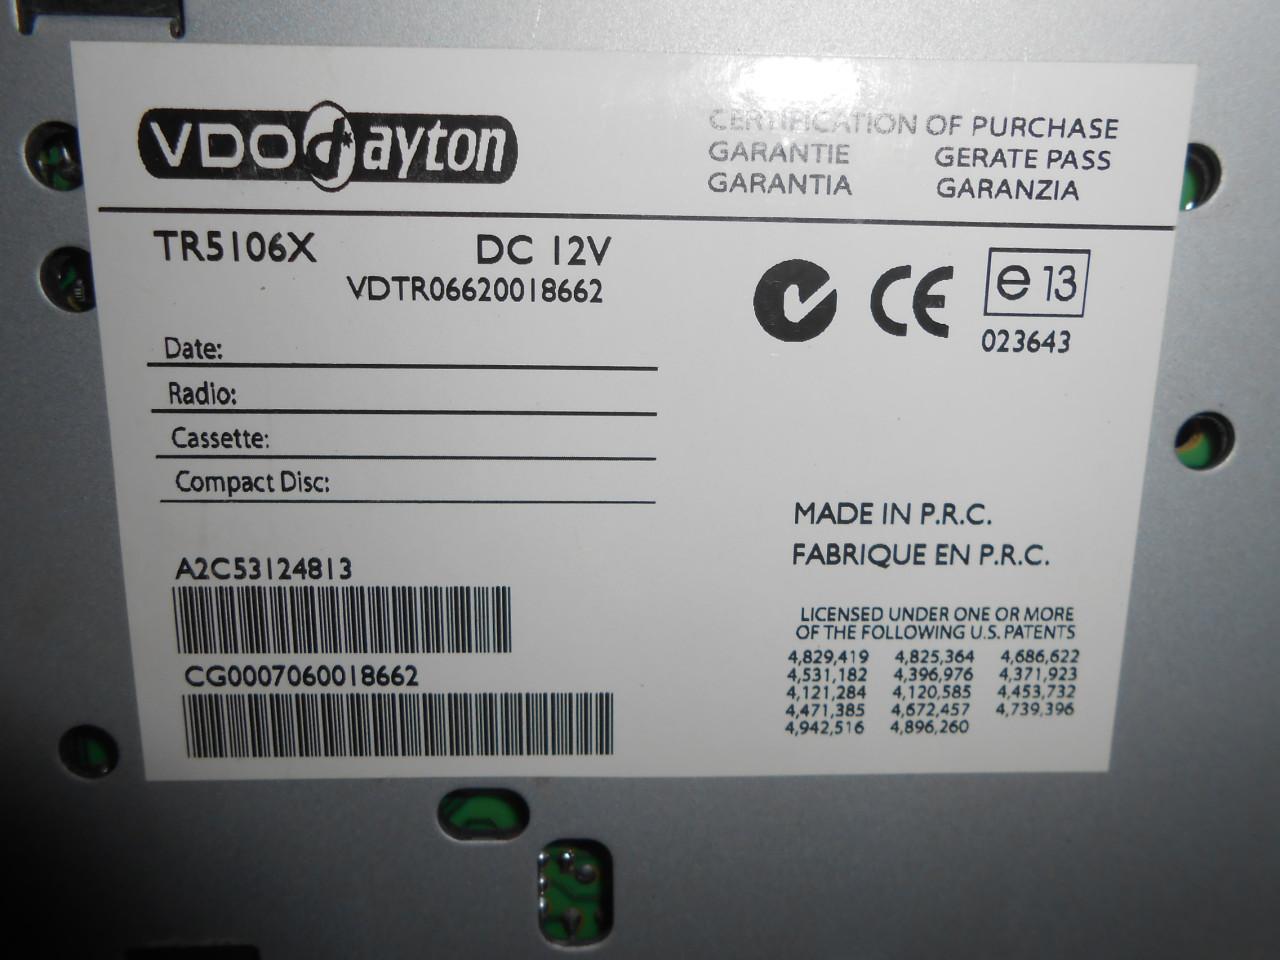 VDO dayton
CERTIFICATION OF PURCHASE
GARANTIE GERATE PASS
GARANTIA GARANZIA
TR5106X DC 12V
VDTR06620018662
e 13
023643
Date:
Radio:
Cassette:
Compact Disc:
MADE IN P.R.C.
FABRIQUE EN P.R.C.
A2C53124813
CG0007060018662
LICENSED UNDER ONE OR MORE
OF THE FOLLOWING U.S. PATENTS
4,829,419 4,825,364 4,686,622
4,531,182 4,396,976 4,371,923
4,121,284 4,120,585 4,453,732
4,471,385 4,672,457 4,739,396
4,942,516 4,896,260